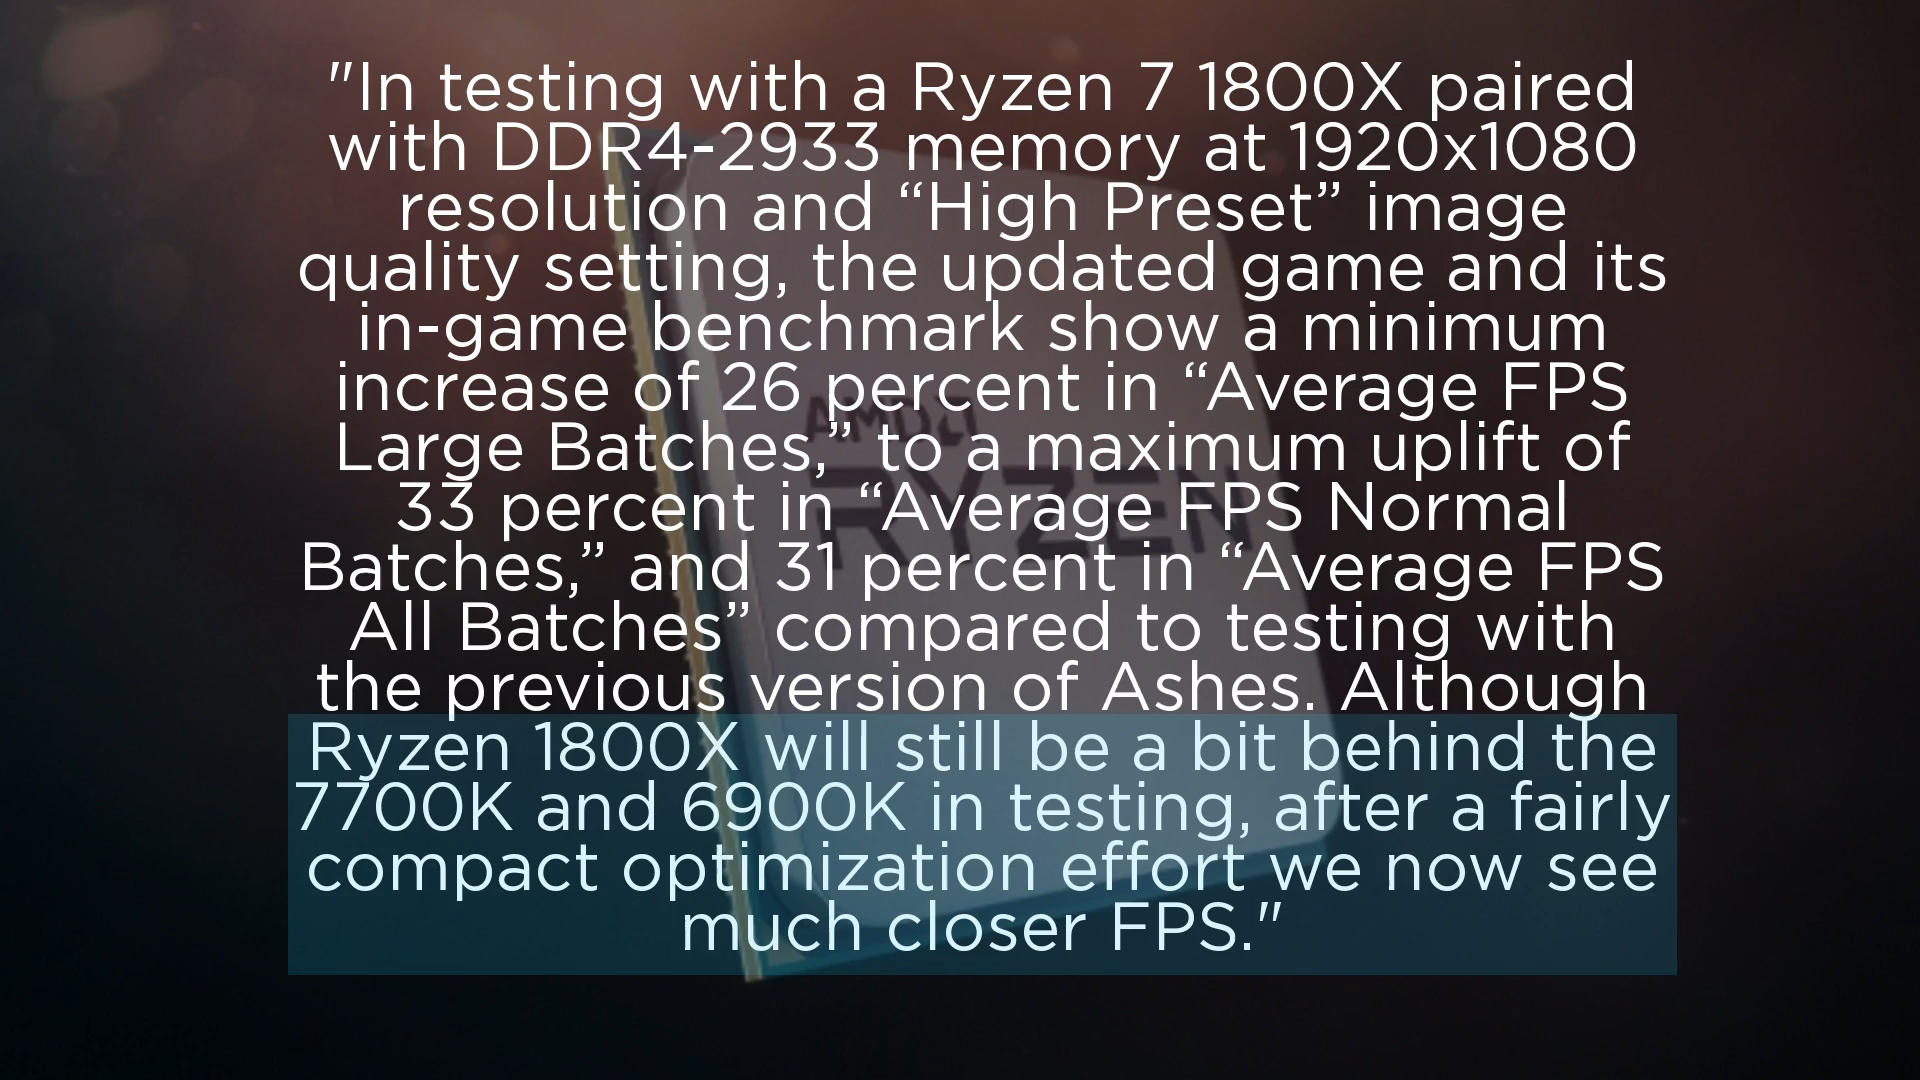 "In testing with a Ryzen 7 1800X paired
with DDR4-2933 memory at 1920x1080
resolution and “High Preset” image
quality setting, the updated game and its
in-game benchmark show a minimum
increase of 26 percent in “Average FPS
Large Batches,” to a maximum uplift of
33 percent in “Average FPS Normal
Batches,” and 31 percent in “Average FPS
All Batches” compared to testing with
the previous version of Ashes. Although
Ryzen 1800X will still be a bit behind the
7700K and 6900K in testing, after a fairly
compact optimization effort we now see
much closer FPS."
AMD
RYZEN